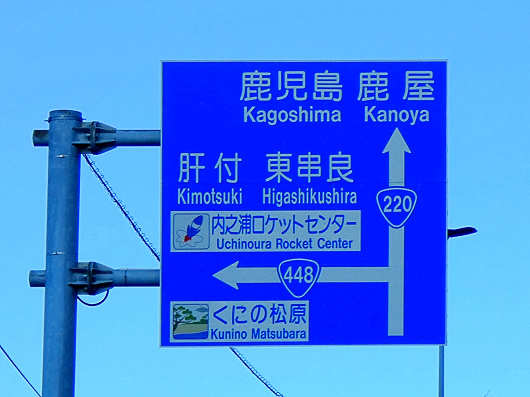 鹿児島 鹿屋
Kagoshima Kanoya
肝付 東串良
Kimotsuki Higashikushira
220
内之浦ロケットセンター
Uchinoura Rocket Center
448
くにの松原
Kunino Matsubara